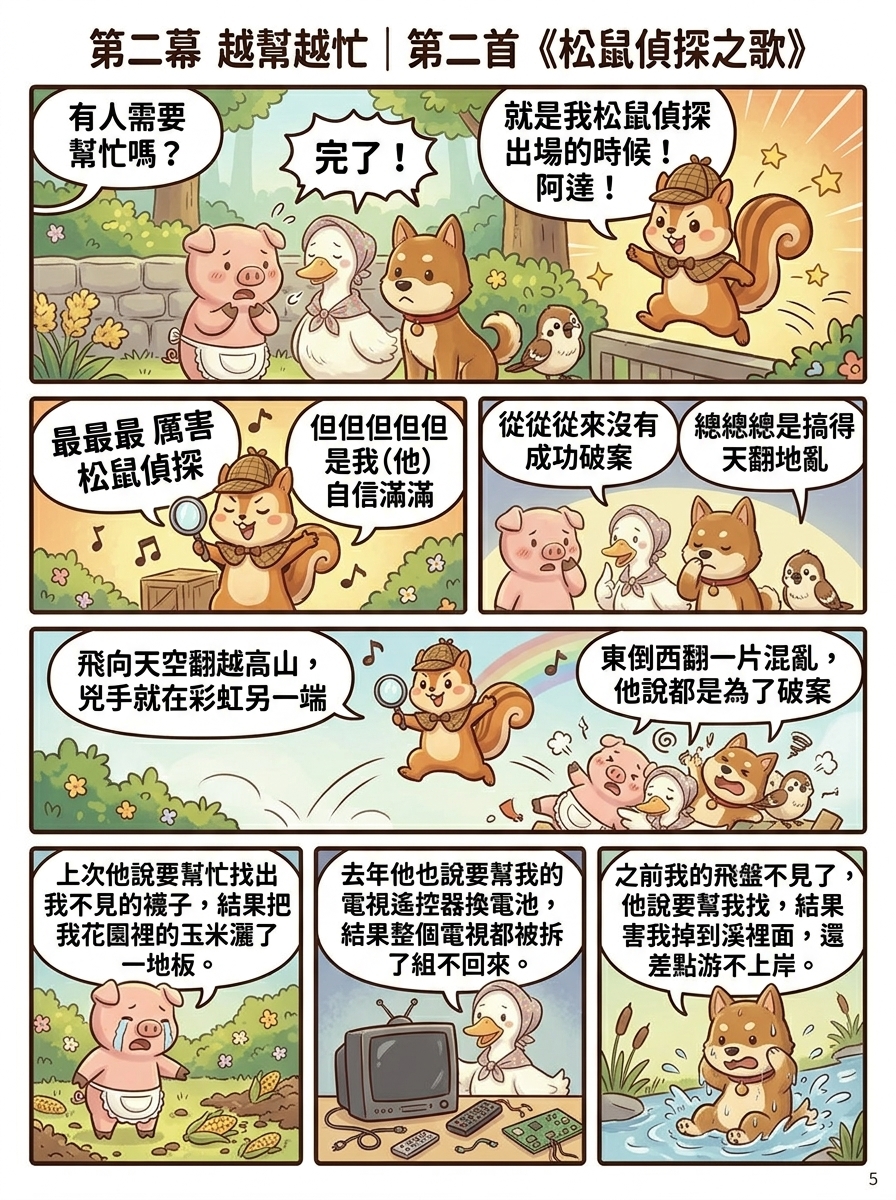 第二幕 越幫越忙｜第二首《松鼠偵探之歌》
有人需要
幫忙嗎？
完了！
就是我松鼠偵探
出場的時候！
阿達！
最最最 厲害
松鼠偵探
但但但但但
是我(他)
自信滿滿
從從從來沒有
成功破案
總總總是搞得
天翻地亂
飛向天空翻越高山，
兇手就在彩虹另一端
東倒西翻一片混亂，
他說都是為了破案
上次他說要幫忙找出
我不見的襪子，結果把
我花園裡的玉米灑了
一地板。
去年他也說要幫我的
電視遙控器換電池，
結果整個電視都被拆
了組不回來。
之前我的飛盤不見了，
他說要幫我找，結果
害我掉到溪裡面，還
差點游不上岸。
5